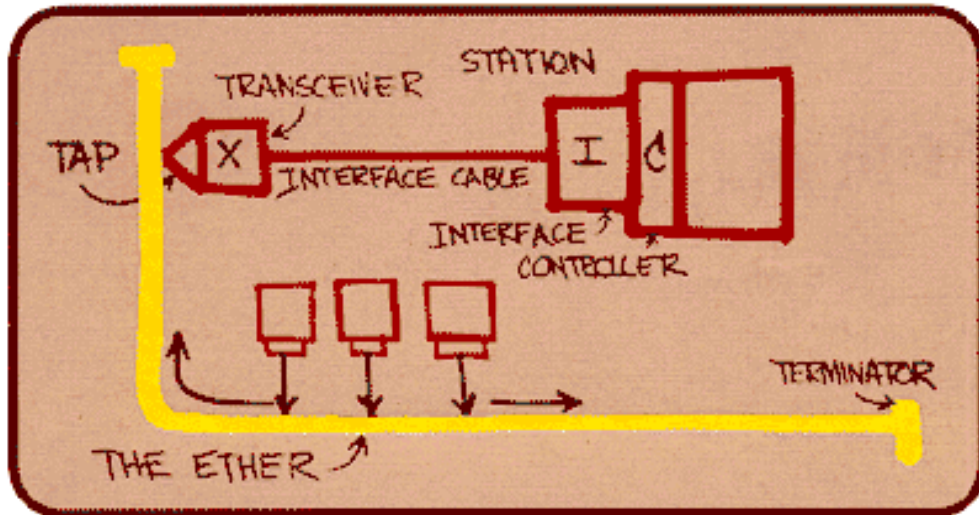 STATION
TRANSCEIVER
TAP
X
I
C
INTERFACE CABLE
INTERFACE
CONTROLLER
TERMINATOR
THE ETHER